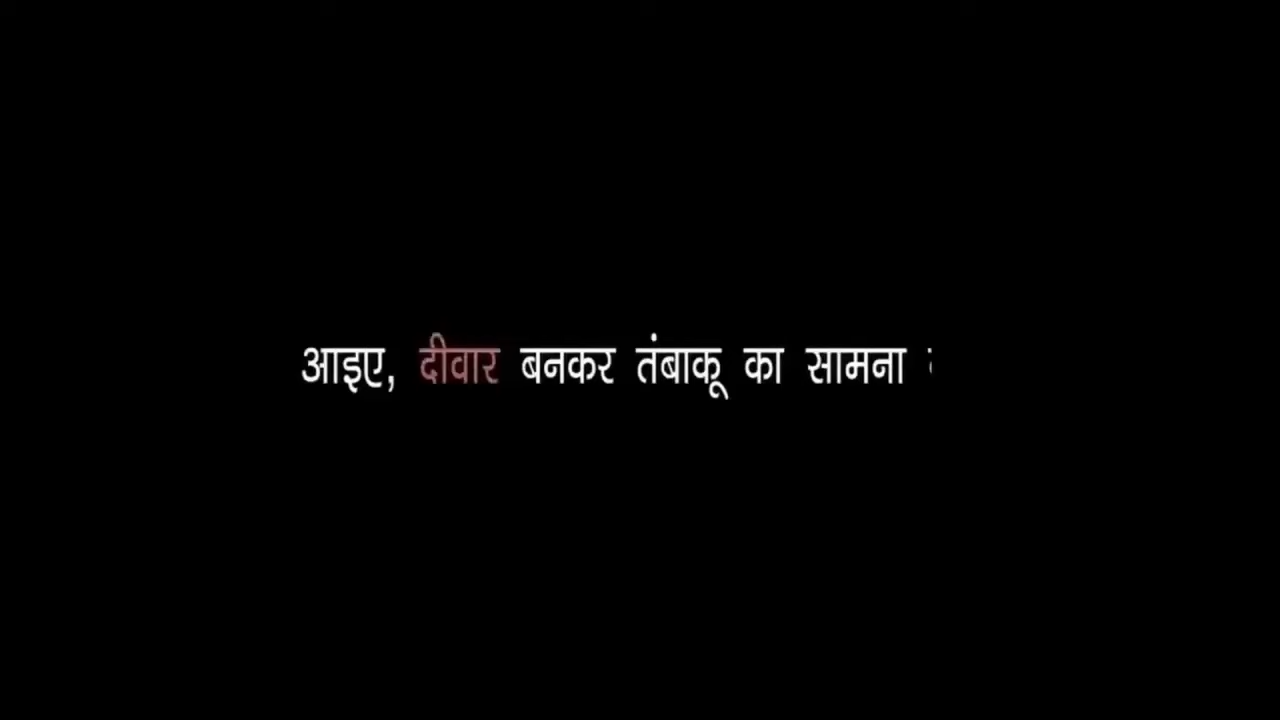 आइए, दीवार बनकर तंबाकू का सामना